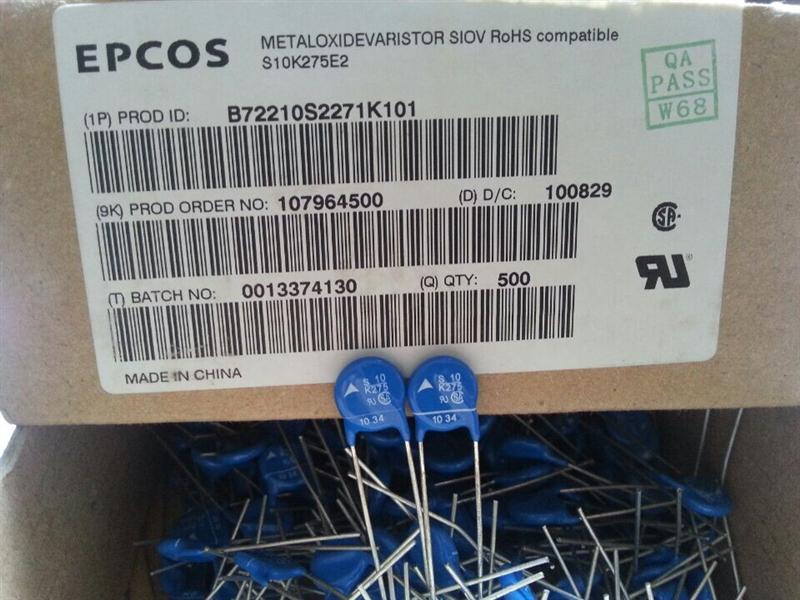 EPCOS
METALOXIDEVARISTOR SIOV RoHS compatible
S10K275E2
QA
PASS
W68
(1P) PROD ID: B72210S2271K101
(9K) PROD ORDER NO: 107964500 (D) D/C: 100829
(T) BATCH NO: 0013374130 (Q) QTY: 500
MADE IN CHINA
S 10
K275
10 34
S 10
K275
10 34